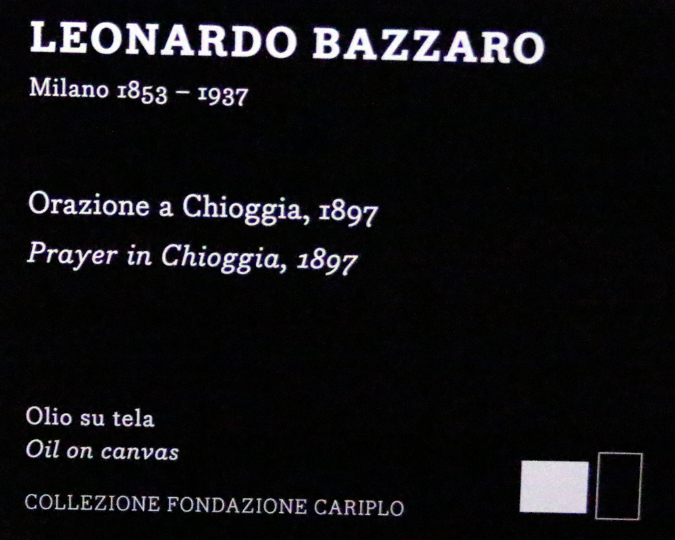 LEONARDO BAZZARO
Milano 1853 – 1937
Orazione a Chioggia, 1897
Prayer in Chioggia, 1897
Olio su tela
Oil on canvas
COLLEZIONE FONDAZIONE CARIPLO